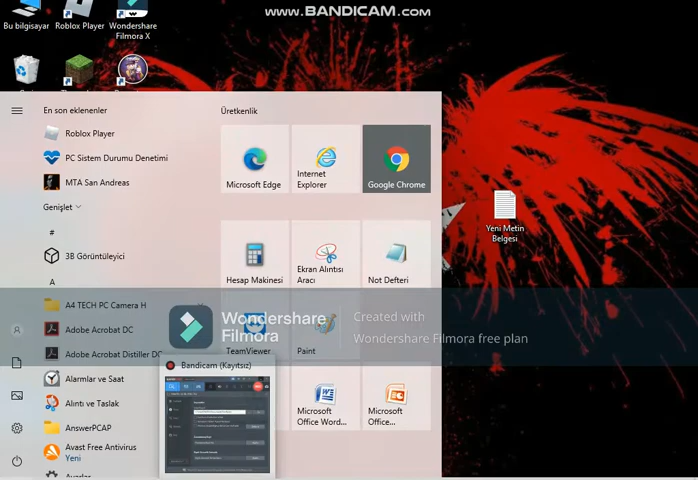 www.BANDICAM.com
Bu bilgisayar
Roblox Player
Wondershare
Filmora X
En son eklenenler
Roblox Player
PC Sistem Durumu Denetimi
MTA San Andreas
Genişlet
#
3B Görüntüleyici
A
A4 TECH PC Camera H
Adobe Acrobat DC
Adobe Acrobat Distiller DC
Alarmlar ve Saat
Alıntı ve Taslak
AnswerPCAP
Avast Free Antivirus
Yeni
Üretkenlik
Microsoft Edge
Internet
Explorer
Google Chrome
Hesap Makinesi
Ekran Alıntısı
Aracı
Not Defteri
TeamViewer
Paint
Microsoft
Office Word...
Microsoft
Office...
Yeni Metin
Belgesi
Wondershare
Filmora
Created with
Wondershare Filmora free plan
Bandicam (Kayıtsız)